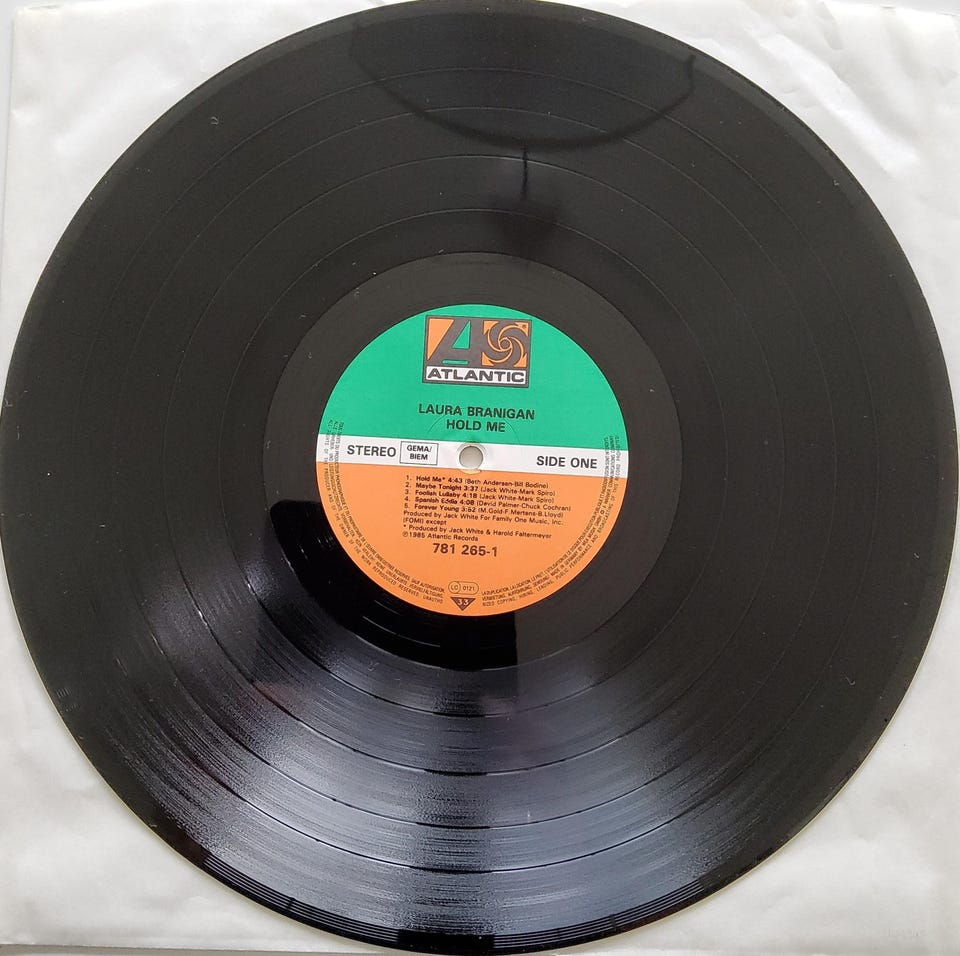 ATLANTIC
LAURA BRANIGAN
HOLD ME
STEREO GEMA/ BIEM SIDE ONE
1. Hold Me* 4:43 (Beth Andersen-Bill Bodine)
2. Maybe Tonight 3:37 (Jack White-Mark Spiro)
3. Foolish Lullaby 4:18 (Jack White-Mark Spiro)
4. Spanish Eddie 4:08 (David Palmer-Chuck Cochran)
5. Forever Young 3:52 (M.Gold-F.Mertens-B.Lloyd)
Produced by Jack White For Family One Music, Inc.
(FOMI) except
* Produced by Jack White & Harold Faltermeyer
℗1985 Atlantic Records
781 265-1
LC 0121
33